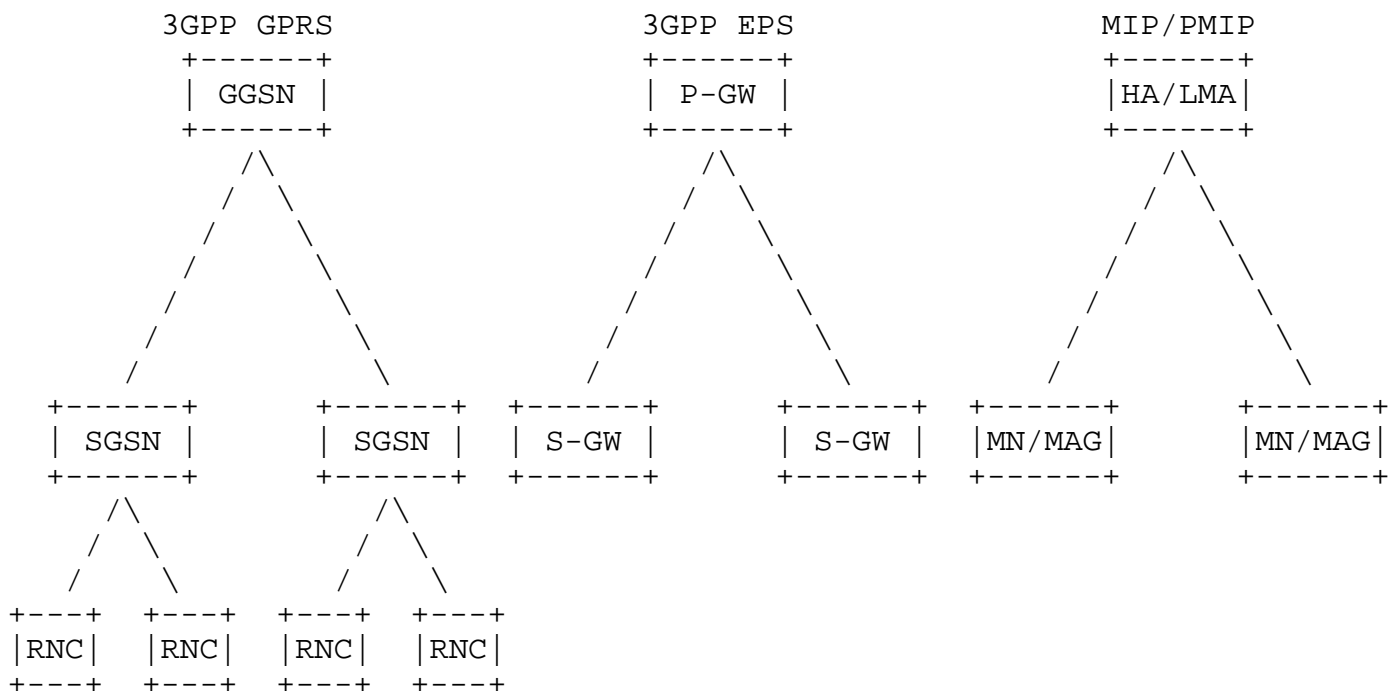 3GPP GPRS 3GPP EPS MIP/PMIP
GGSN P-GW HA/LMA
SGSN SGSN S-GW S-GW MN/MAG MN/MAG
RNC RNC RNC RNC